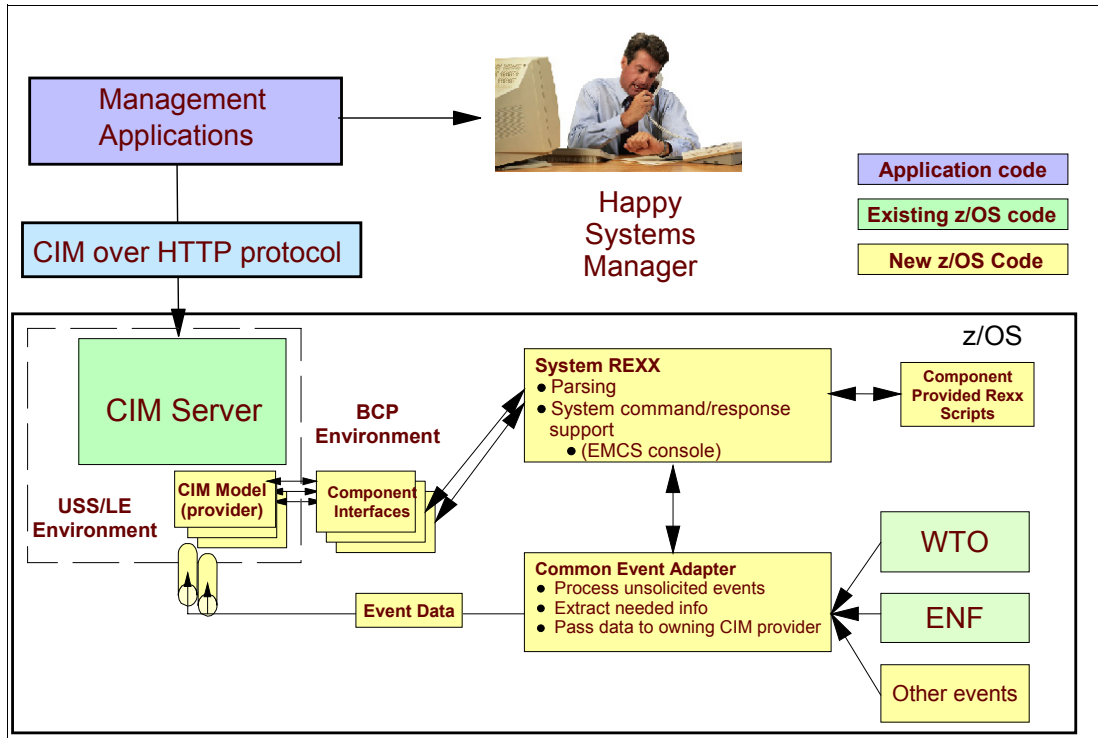 Management
Applications
Happy
Systems
Manager
Application code
Existing z/OS code
New z/OS Code
CIM over HTTP protocol
z/OS
CIM Server
BCP
Environment
USS/LE
Environment
CIM Model
(provider)
Component
Interfaces
System REXX
● Parsing
● System command/response
support
● (EMCS console)
Component
Provided Rexx
Scripts
Common Event Adapter
● Process unsolicited events
● Extract needed info
● Pass data to owning CIM provider
Event Data
WTO
ENF
Other events